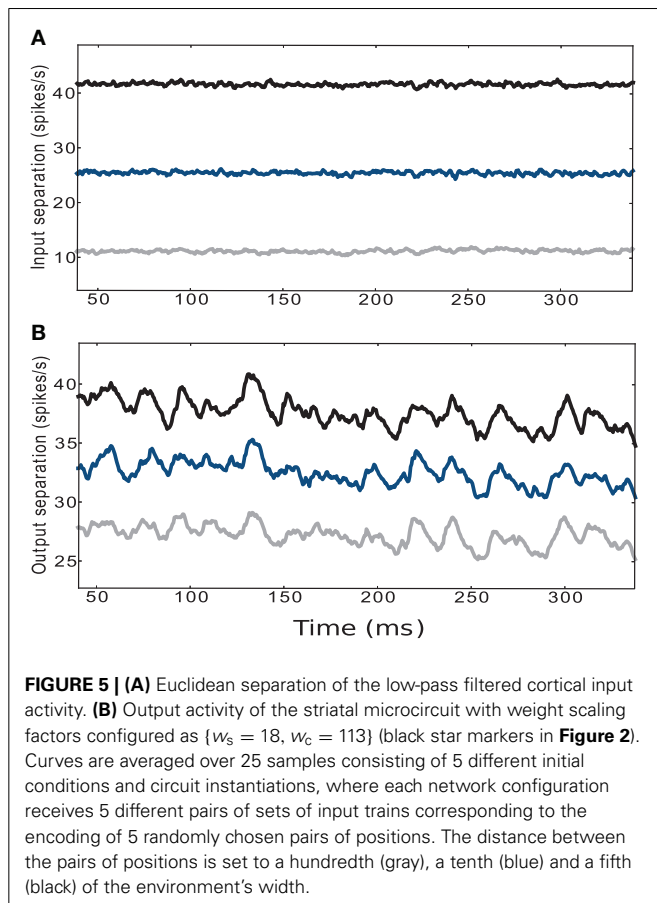 A
Input separation (spikes/s)
40
30
20
10
50 100 150 200 250 300
B
Output separation (spikes/s)
40
35
30
25
50 100 150 200 250 300
Time (ms)
FIGURE 5 | (A) Euclidean separation of the low-pass filtered cortical input
activity. (B) Output activity of the striatal microcircuit with weight scaling
factors configured as {wₛ = 18, w꜀ = 113} (black star markers in Figure 2).
Curves are averaged over 25 samples consisting of 5 different initial
conditions and circuit instantiations, where each network configuration
receives 5 different pairs of sets of input trains corresponding to the
encoding of 5 randomly chosen pairs of positions. The distance between
the pairs of positions is set to a hundredth (gray), a tenth (blue) and a fifth
(black) of the environment's width.